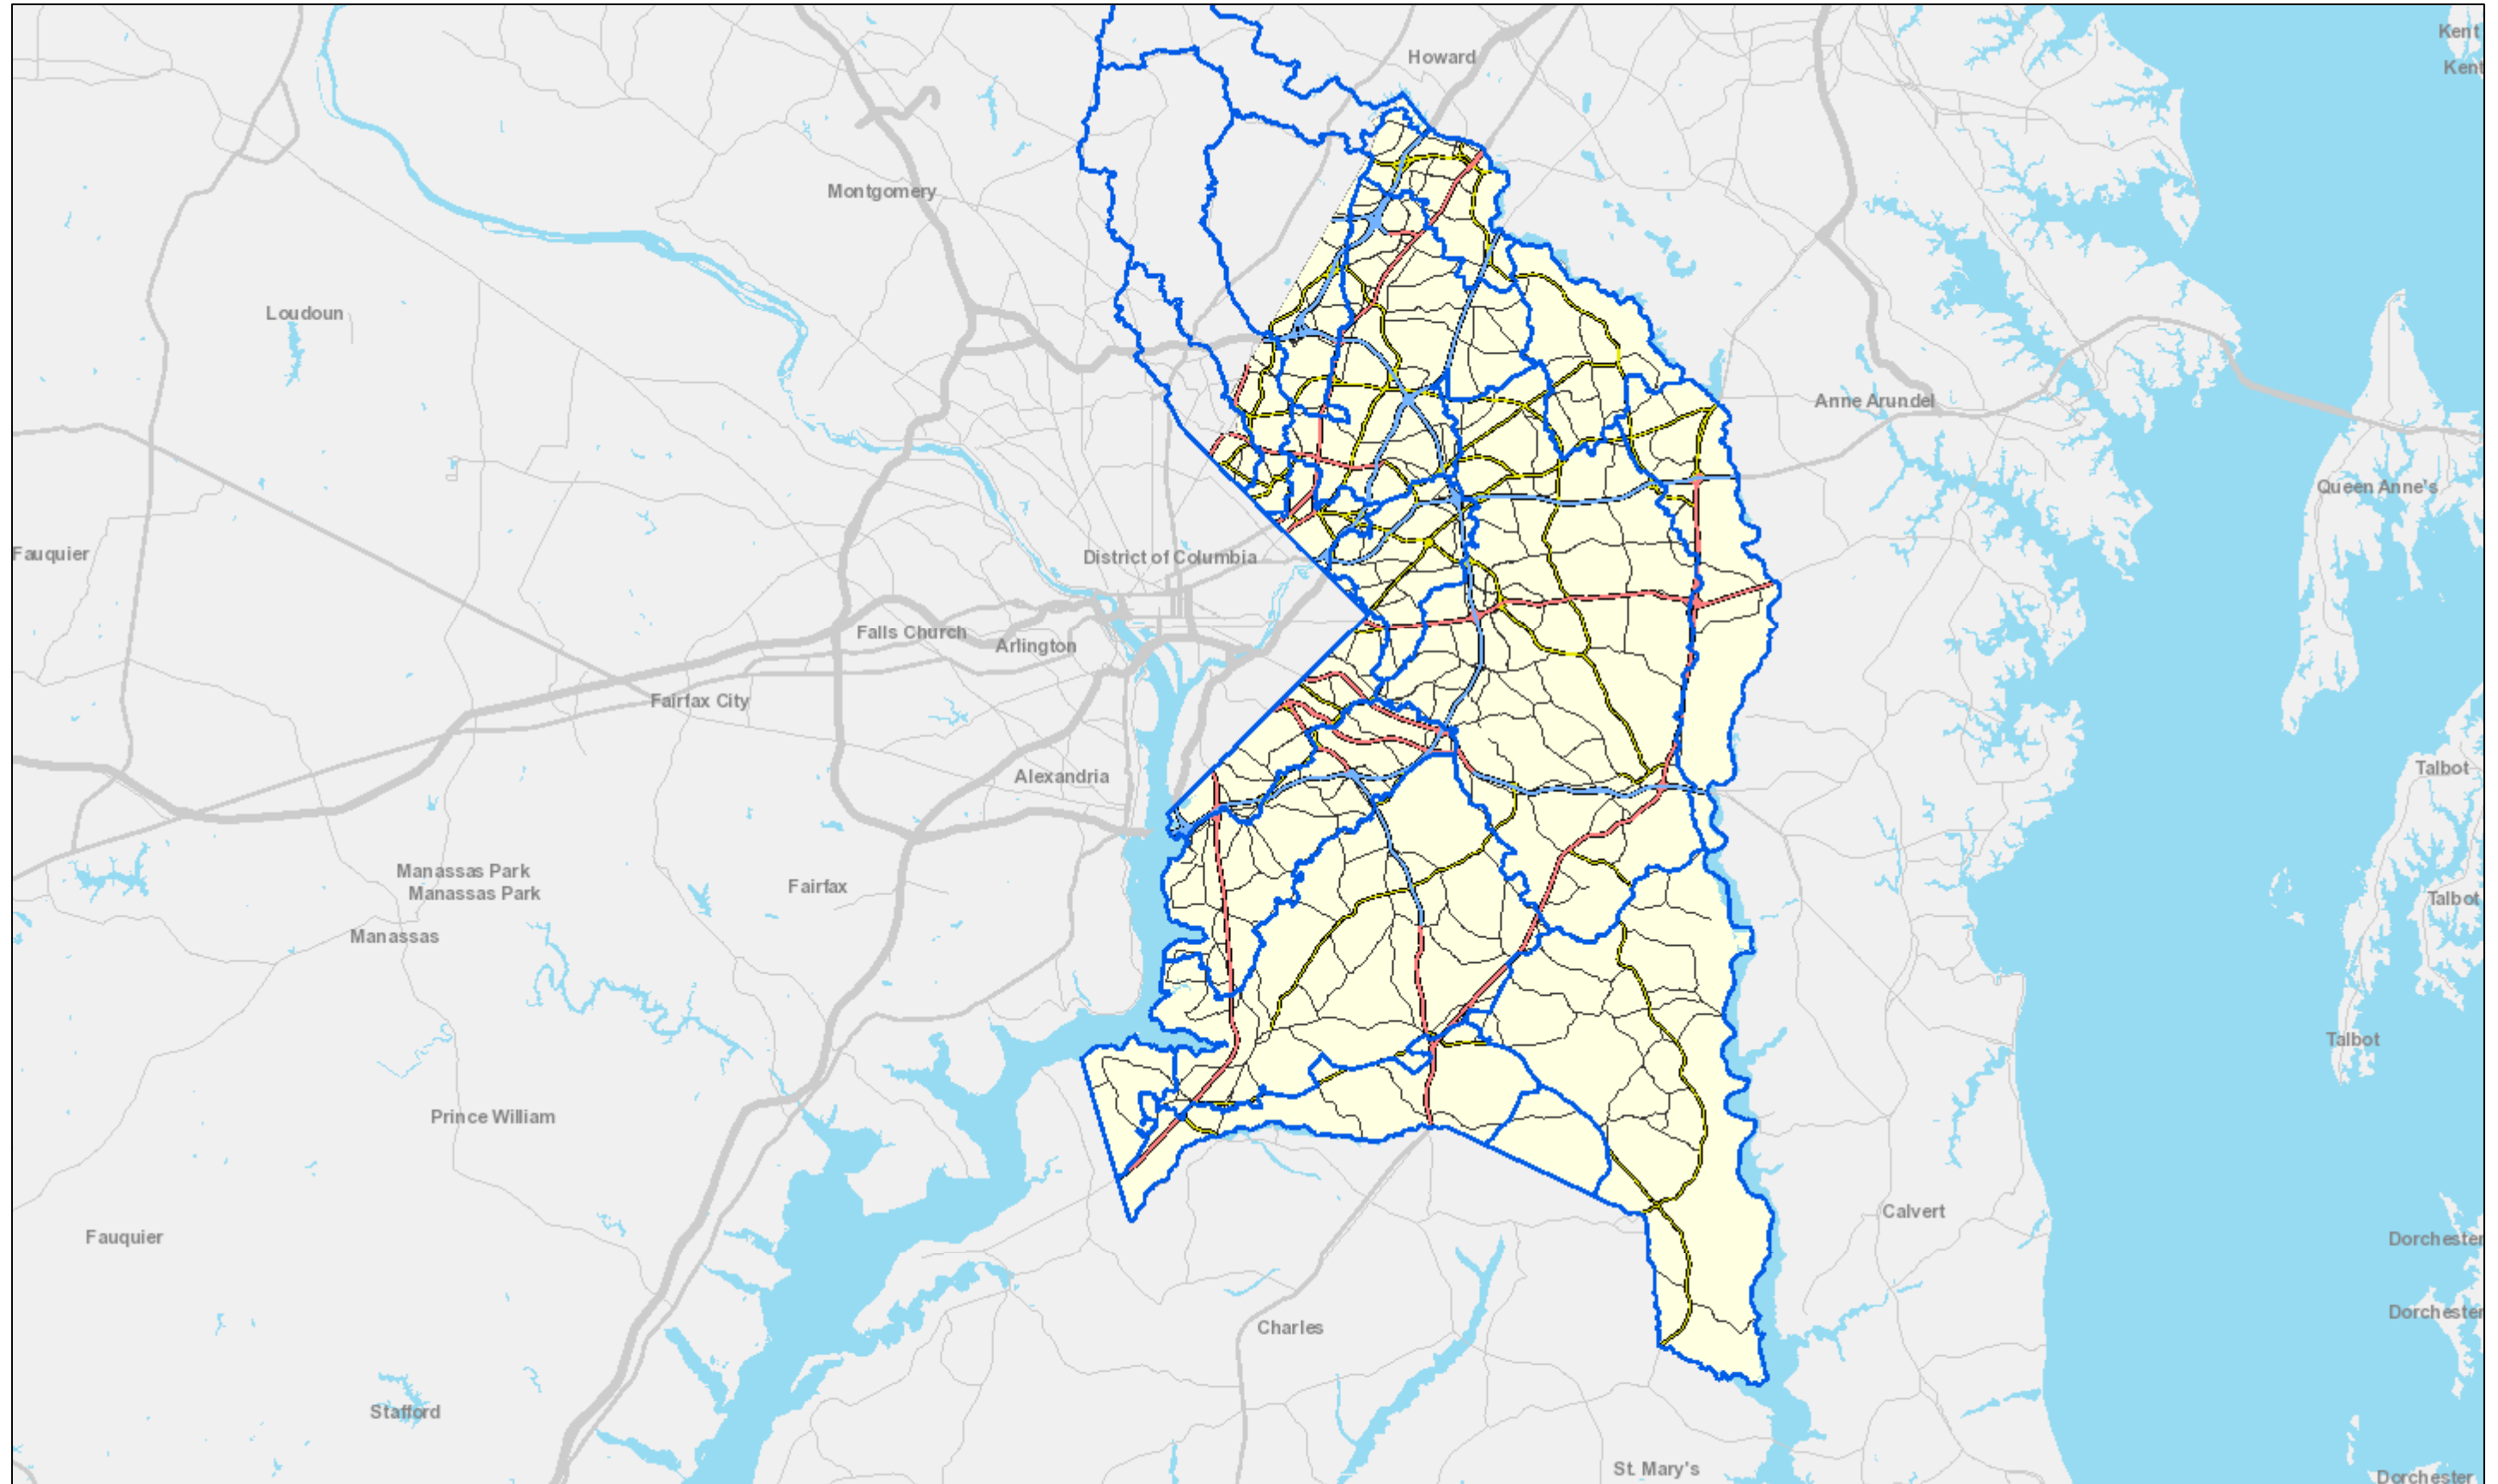 Kent
Howard
Kent
Montgomery
Loudoun
Anne Arundel
Queen Anne's
Fauquier
District of Columbia
Falls Church
Arlington
Fairfax City
Talbot
Alexandria
Manassas Park
Fairfax
Manassas Park
Talbot
Manassas
Talbot
Prince William
Calvert
Fauquier
Dorchester
Dorchester
Charles
Stafford
St. Mary's
Dorchester